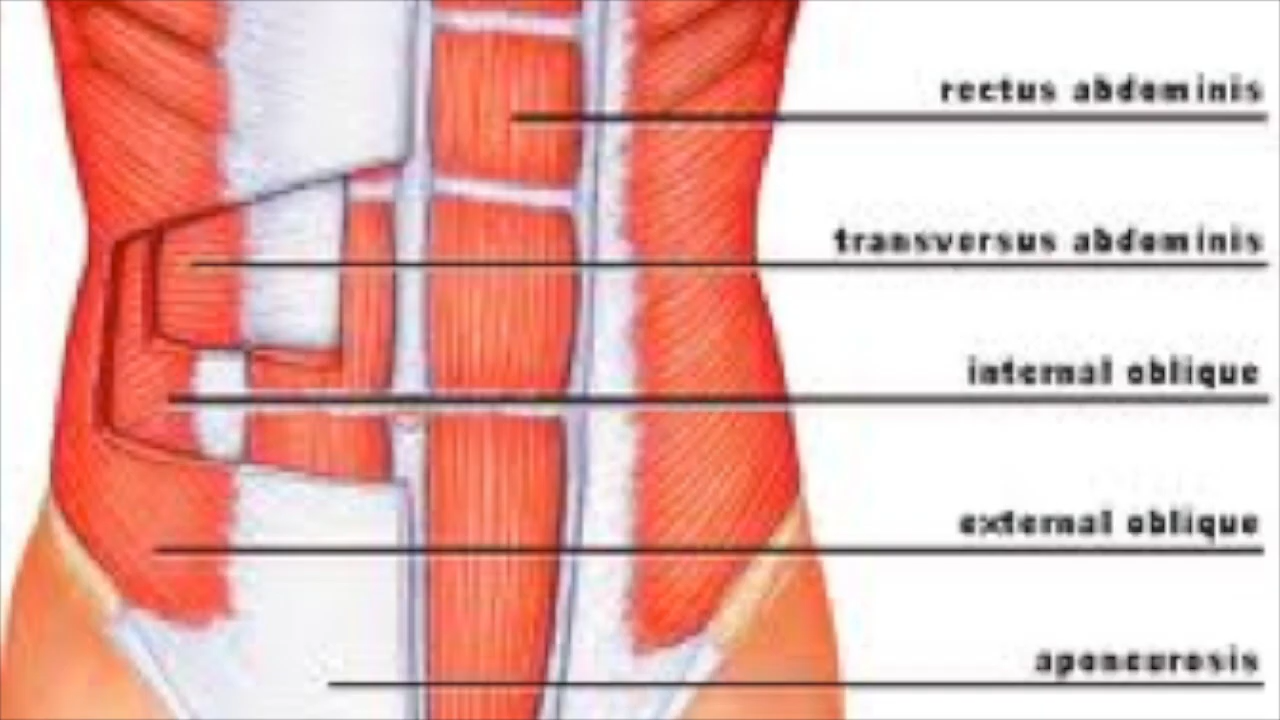 rectus abdominis
transversus abdominis
internal oblique
external oblique
aponeurosis